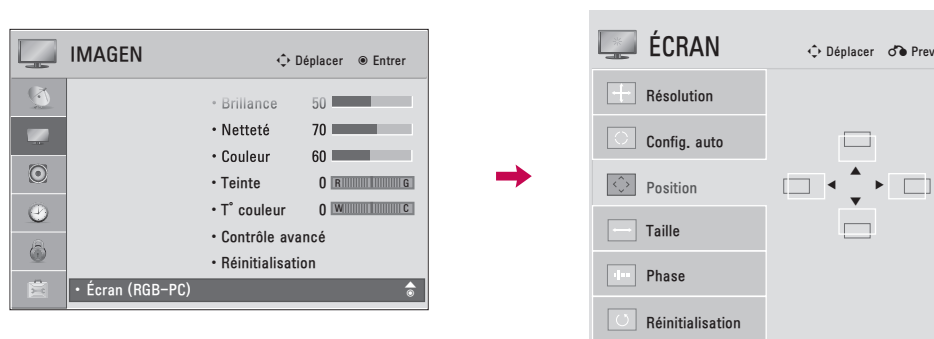 IMAGEN
Déplacer Entrer
• Brillance 50
• Netteté 70
• Couleur 60
• Teinte 0 R G
• T° couleur 0 W C
• Contrôle avancé
• Réinitialisation
• Écran (RGB-PC)
ÉCRAN
Déplacer Prev
Résolution
Config. auto
Position
Taille
Phase
Réinitialisation